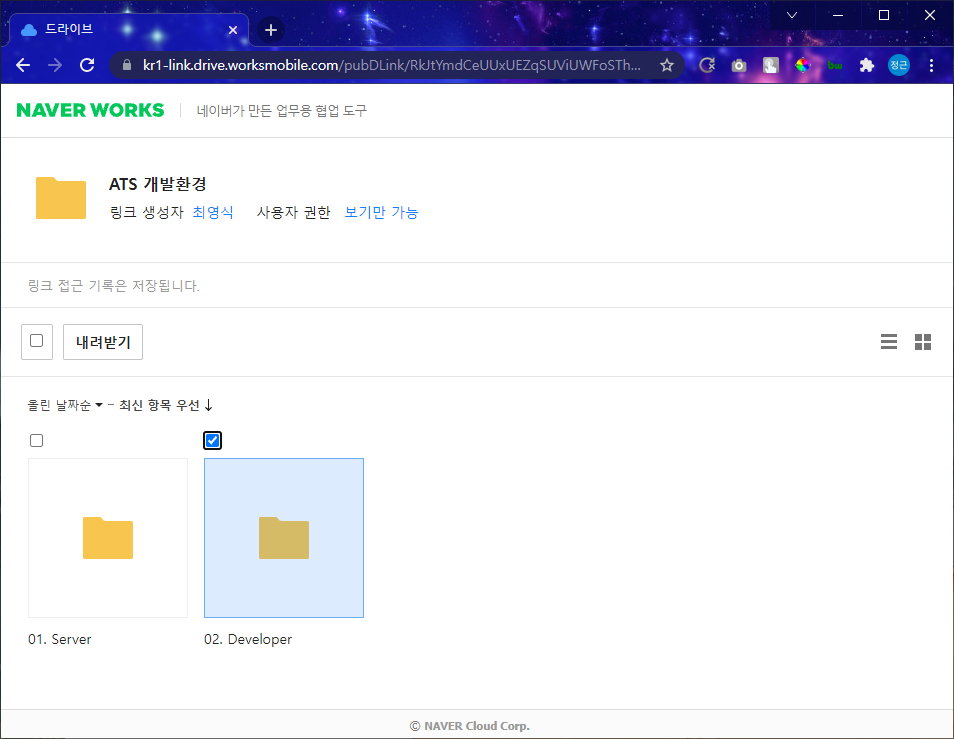 드라이브
kr1-link.drive.worksmobile.com/pubDLink/RkJtYmdCeUUxUEZqSUViUWFoSTh...
bw
정근
NAVER WORKS 네이버가 만든 업무용 협업 도구
ATS 개발환경
링크 생성자 최영식 사용자 권한 보기만 가능
링크 접근 기록은 저장됩니다.
내려받기
올린 날짜순 - 최신 항목 우선↓
01. Server
02. Developer
© NAVER Cloud Corp.